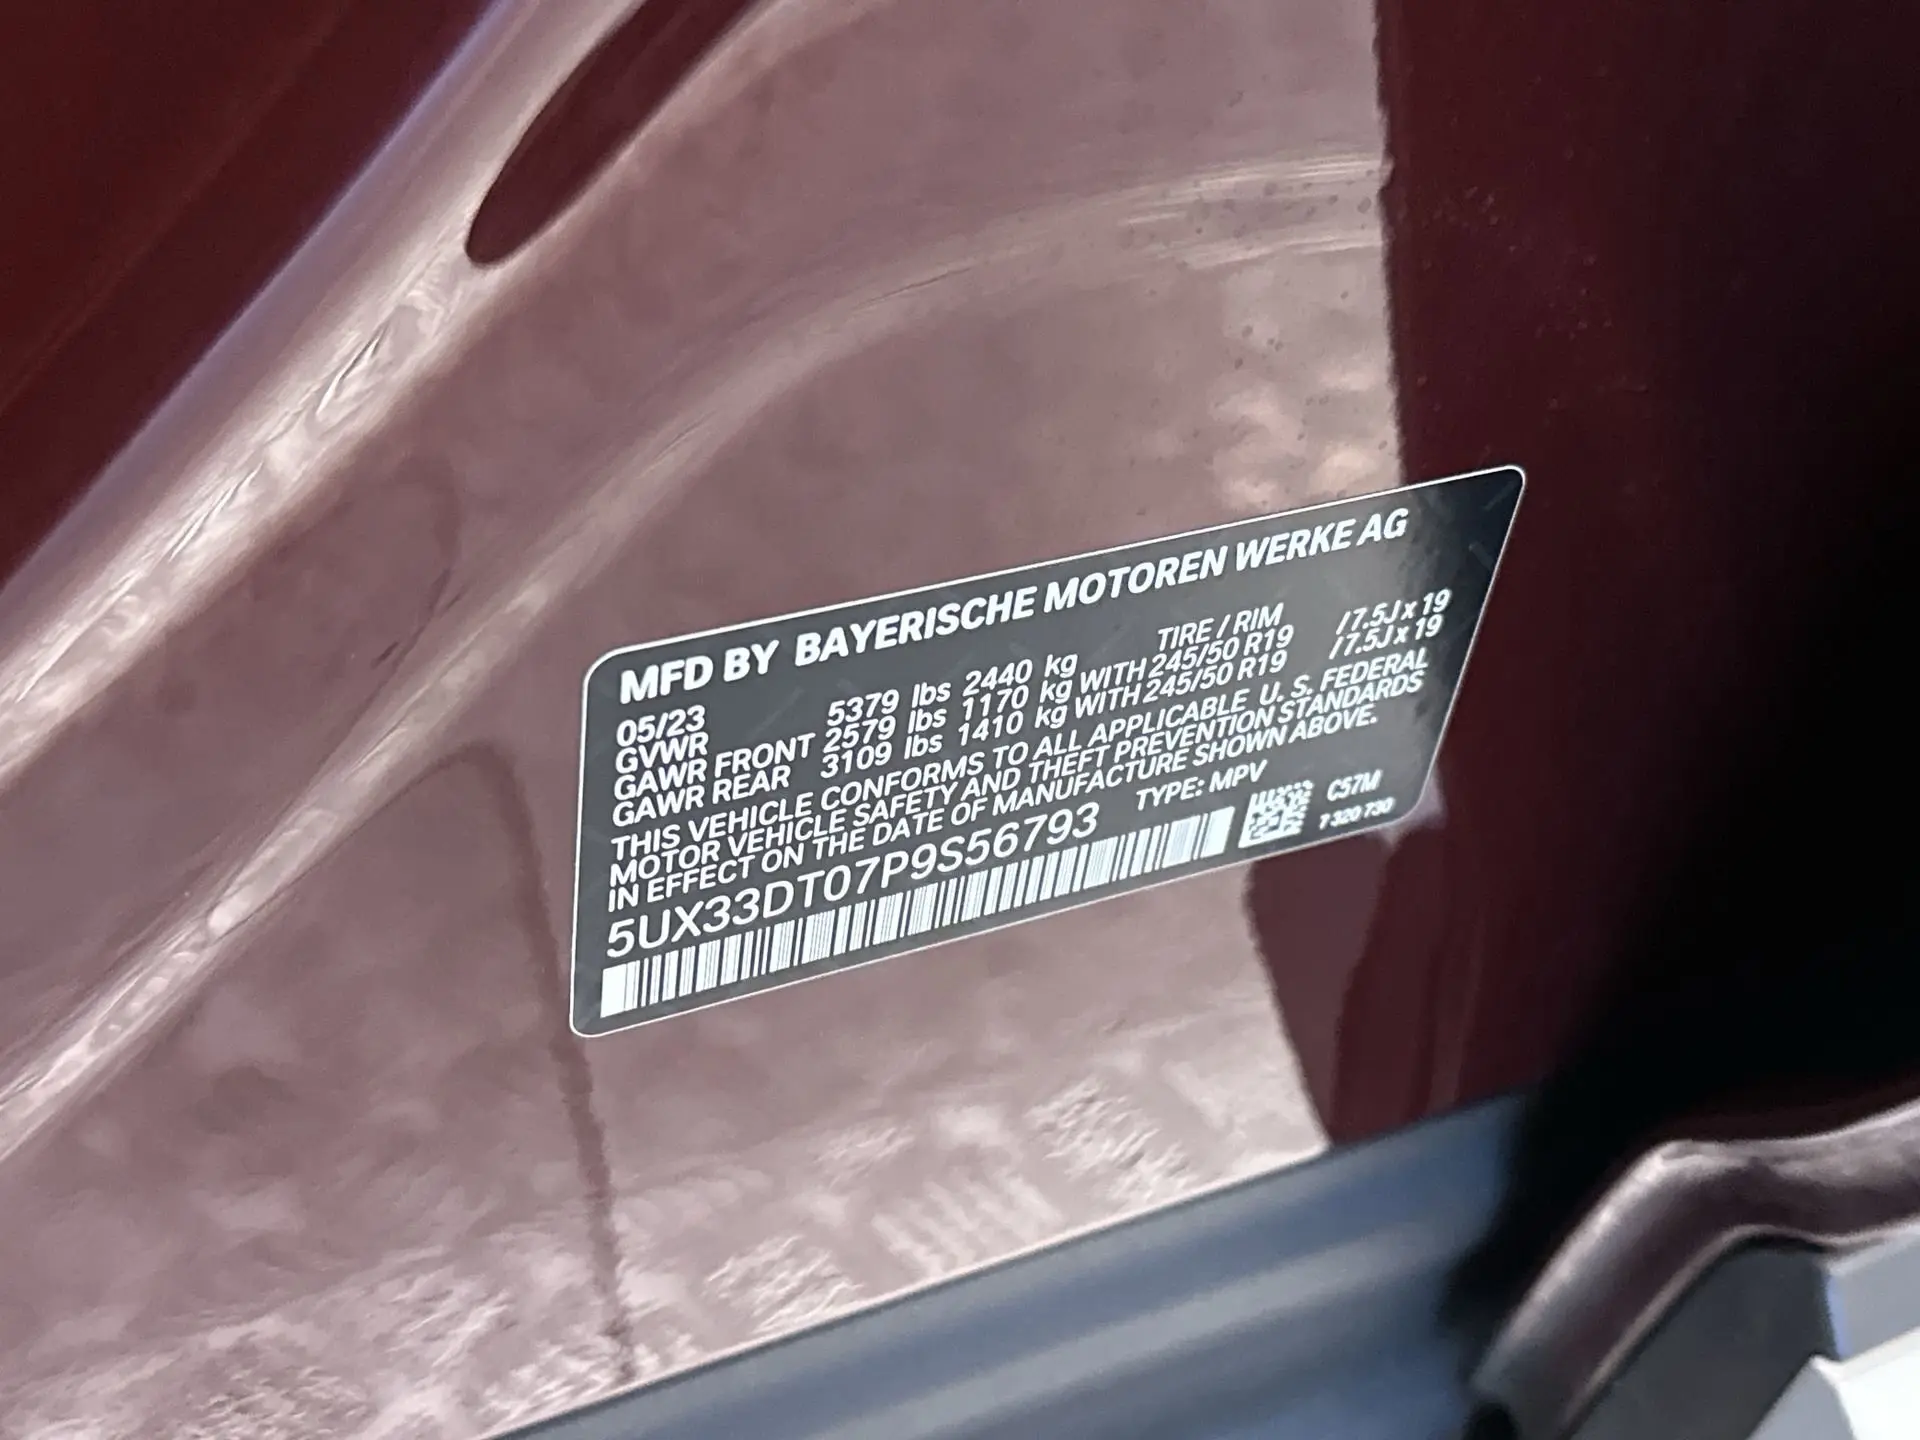 MFD BY BAYERISCHE MOTOREN WERKE AG
05/23 TIRE / RIM
GVWR 5379 lbs 2440 kg
GAWR FRONT 2579 lbs 1170 kg WITH 245/50 R19 /7.5J x 19
GAWR REAR 3109 lbs 1410 kg WITH 245/50 R19 /7.5J x 19
THIS VEHICLE CONFORMS TO ALL APPLICABLE U. S. FEDERAL
MOTOR VEHICLE SAFETY AND THEFT PREVENTION STANDARDS
IN EFFECT ON THE DATE OF MANUFACTURE SHOWN ABOVE.
5UX33DT07P9S56793 TYPE: MPV
C57M
7 320 730